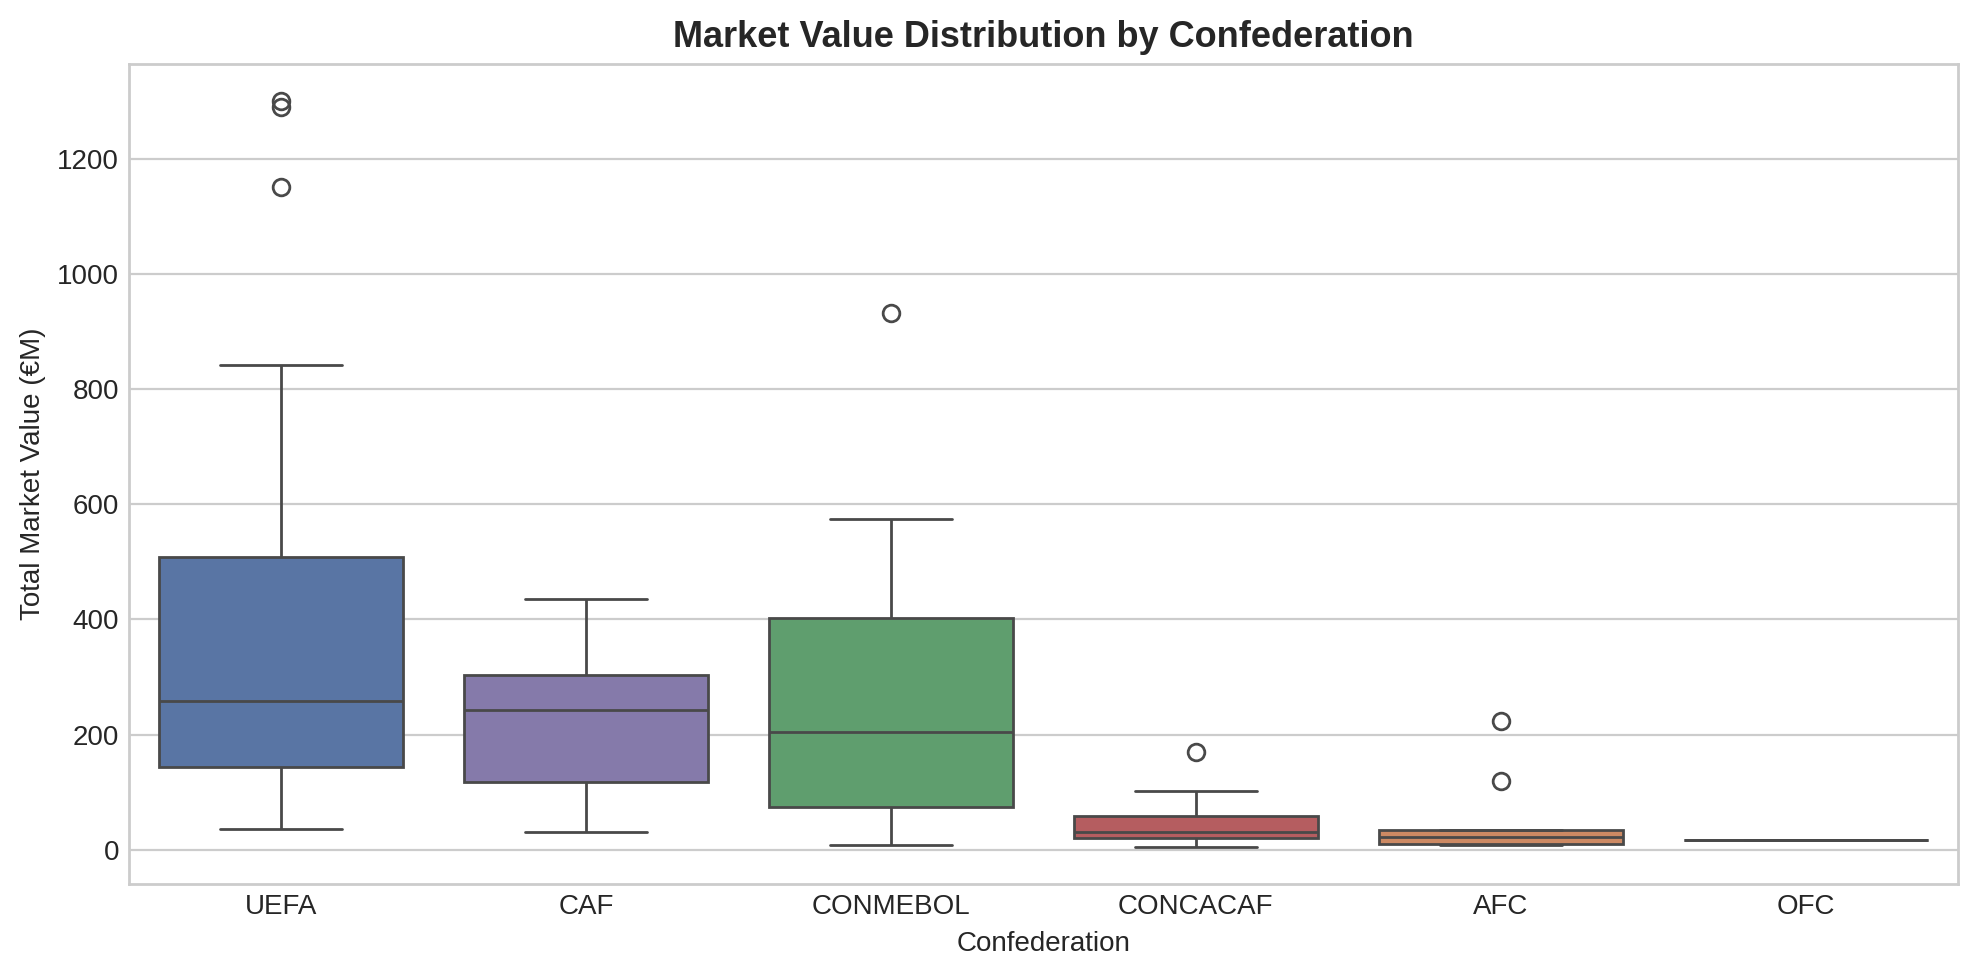 Market Value Distribution by Confederation
Total Market Value (€M)
1200
1000
800
600
400
200
0
UEFA CAF CONMEBOL CONCACAF AFC OFC
Confederation